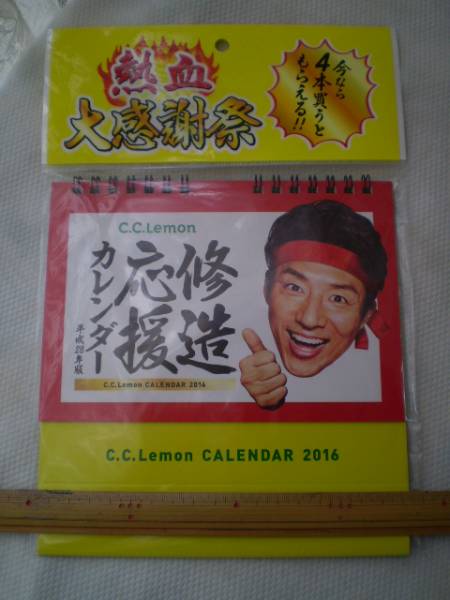 熱血
大感謝祭
今なら
4本買うと
もらえる!!
C.C.Lemon
修造
応援
カレンダー
平成28年版
C.C.Lemon CALENDAR 2016
C.C.Lemon CALENDAR 2016